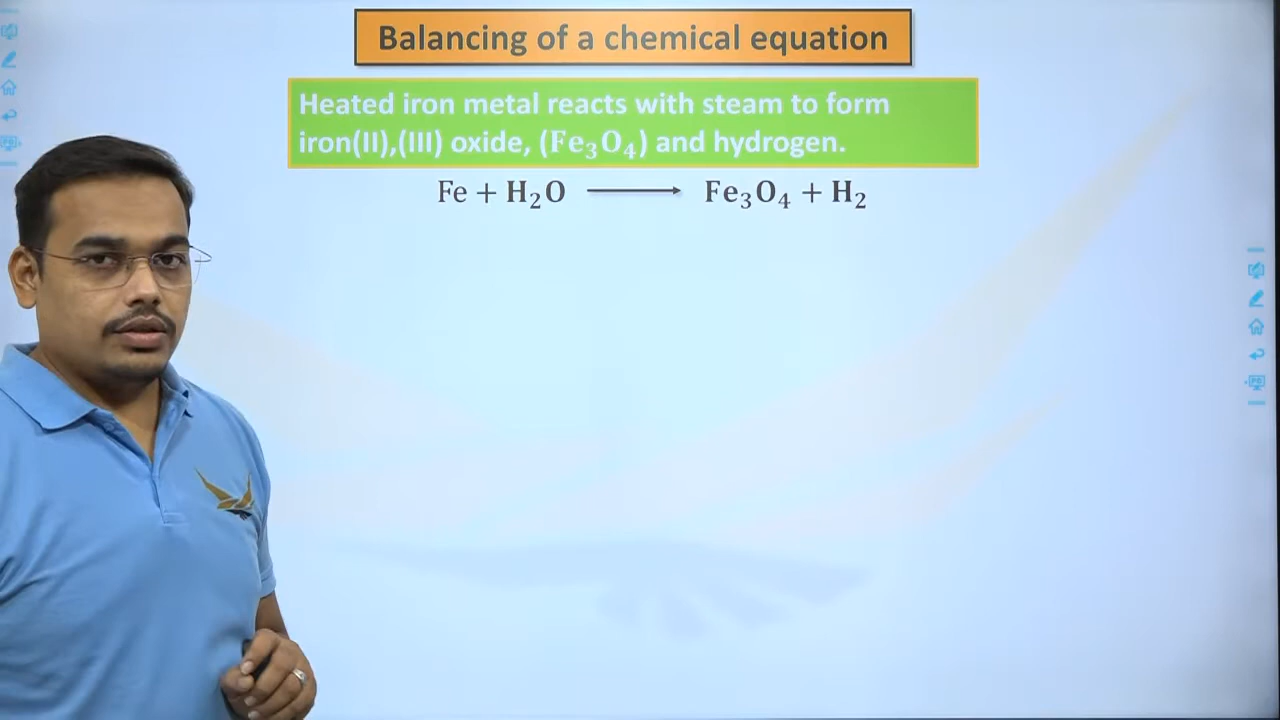 Balancing of a chemical equation
Heated iron metal reacts with steam to form
iron(II),(III) oxide, (Fe₃O₄) and hydrogen.
Fe + H₂O ⟶ Fe₃O₄ + H₂